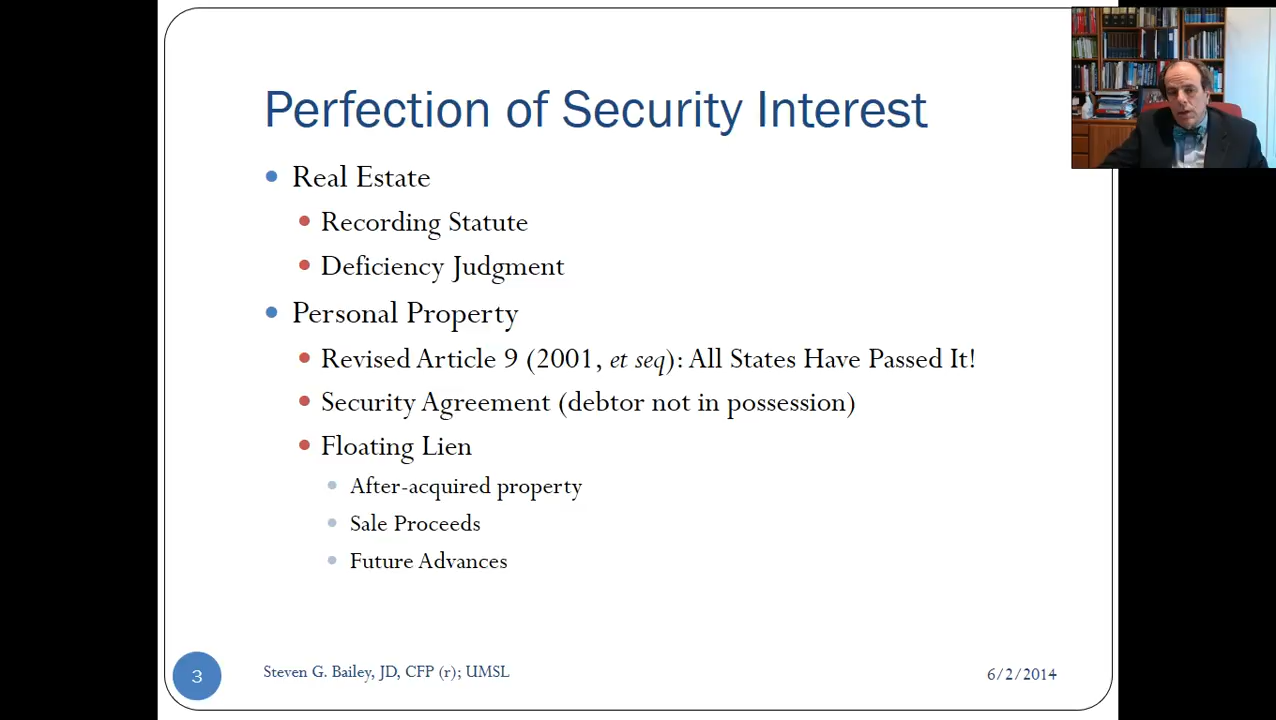 Perfection of Security Interest
Real Estate
Recording Statute
Deficiency Judgment
Personal Property
Revised Article 9 (2001, et seq): All States Have Passed It!
Security Agreement (debtor not in possession)
Floating Lien
After-acquired property
Sale Proceeds
Future Advances
3
Steven G. Bailey, JD, CFP (r); UMSL
6/2/2014